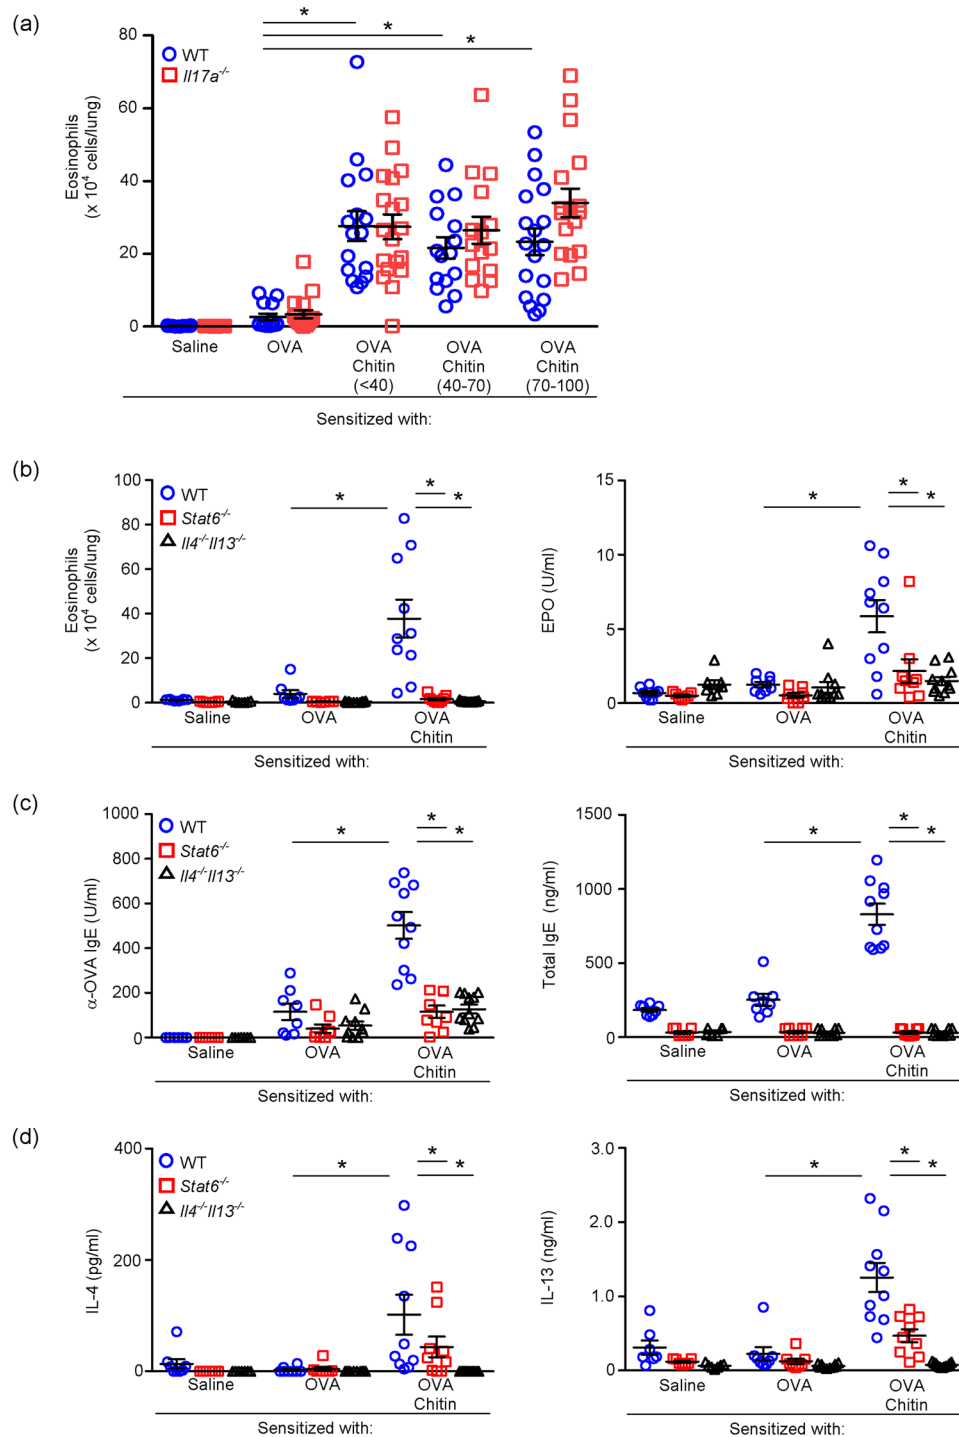 (a)
80
60
40
20
0
Eosinophils
(x 10⁴ cells/lung)
WT
Il17a⁻/⁻
*
*
*
Saline
OVA
OVA
Chitin
(<40)
OVA
Chitin
(40-70)
OVA
Chitin
(70-100)
Sensitized with:
(b)
100
80
60
40
20
0
Eosinophils
(x 10⁴ cells/lung)
WT
Stat6⁻/⁻
Il4⁻/⁻Il13⁻/⁻
*
*
*
Saline
OVA
OVA
Chitin
Sensitized with:
15
10
5
0
EPO (U/ml)
*
*
*
Saline
OVA
OVA
Chitin
Sensitized with:
(c)
1000
800
600
400
200
0
α-OVA IgE (U/ml)
WT
Stat6⁻/⁻
Il4⁻/⁻Il13⁻/⁻
*
*
*
Saline
OVA
OVA
Chitin
Sensitized with:
1500
1000
500
0
Total IgE (ng/ml)
*
*
*
Saline
OVA
OVA
Chitin
Sensitized with:
(d)
400
200
0
IL-4 (pg/ml)
WT
Stat6⁻/⁻
Il4⁻/⁻Il13⁻/⁻
*
*
*
Saline
OVA
OVA
Chitin
Sensitized with:
3.0
2.0
1.0
0
IL-13 (ng/ml)
*
*
*
Saline
OVA
OVA
Chitin
Sensitized with: